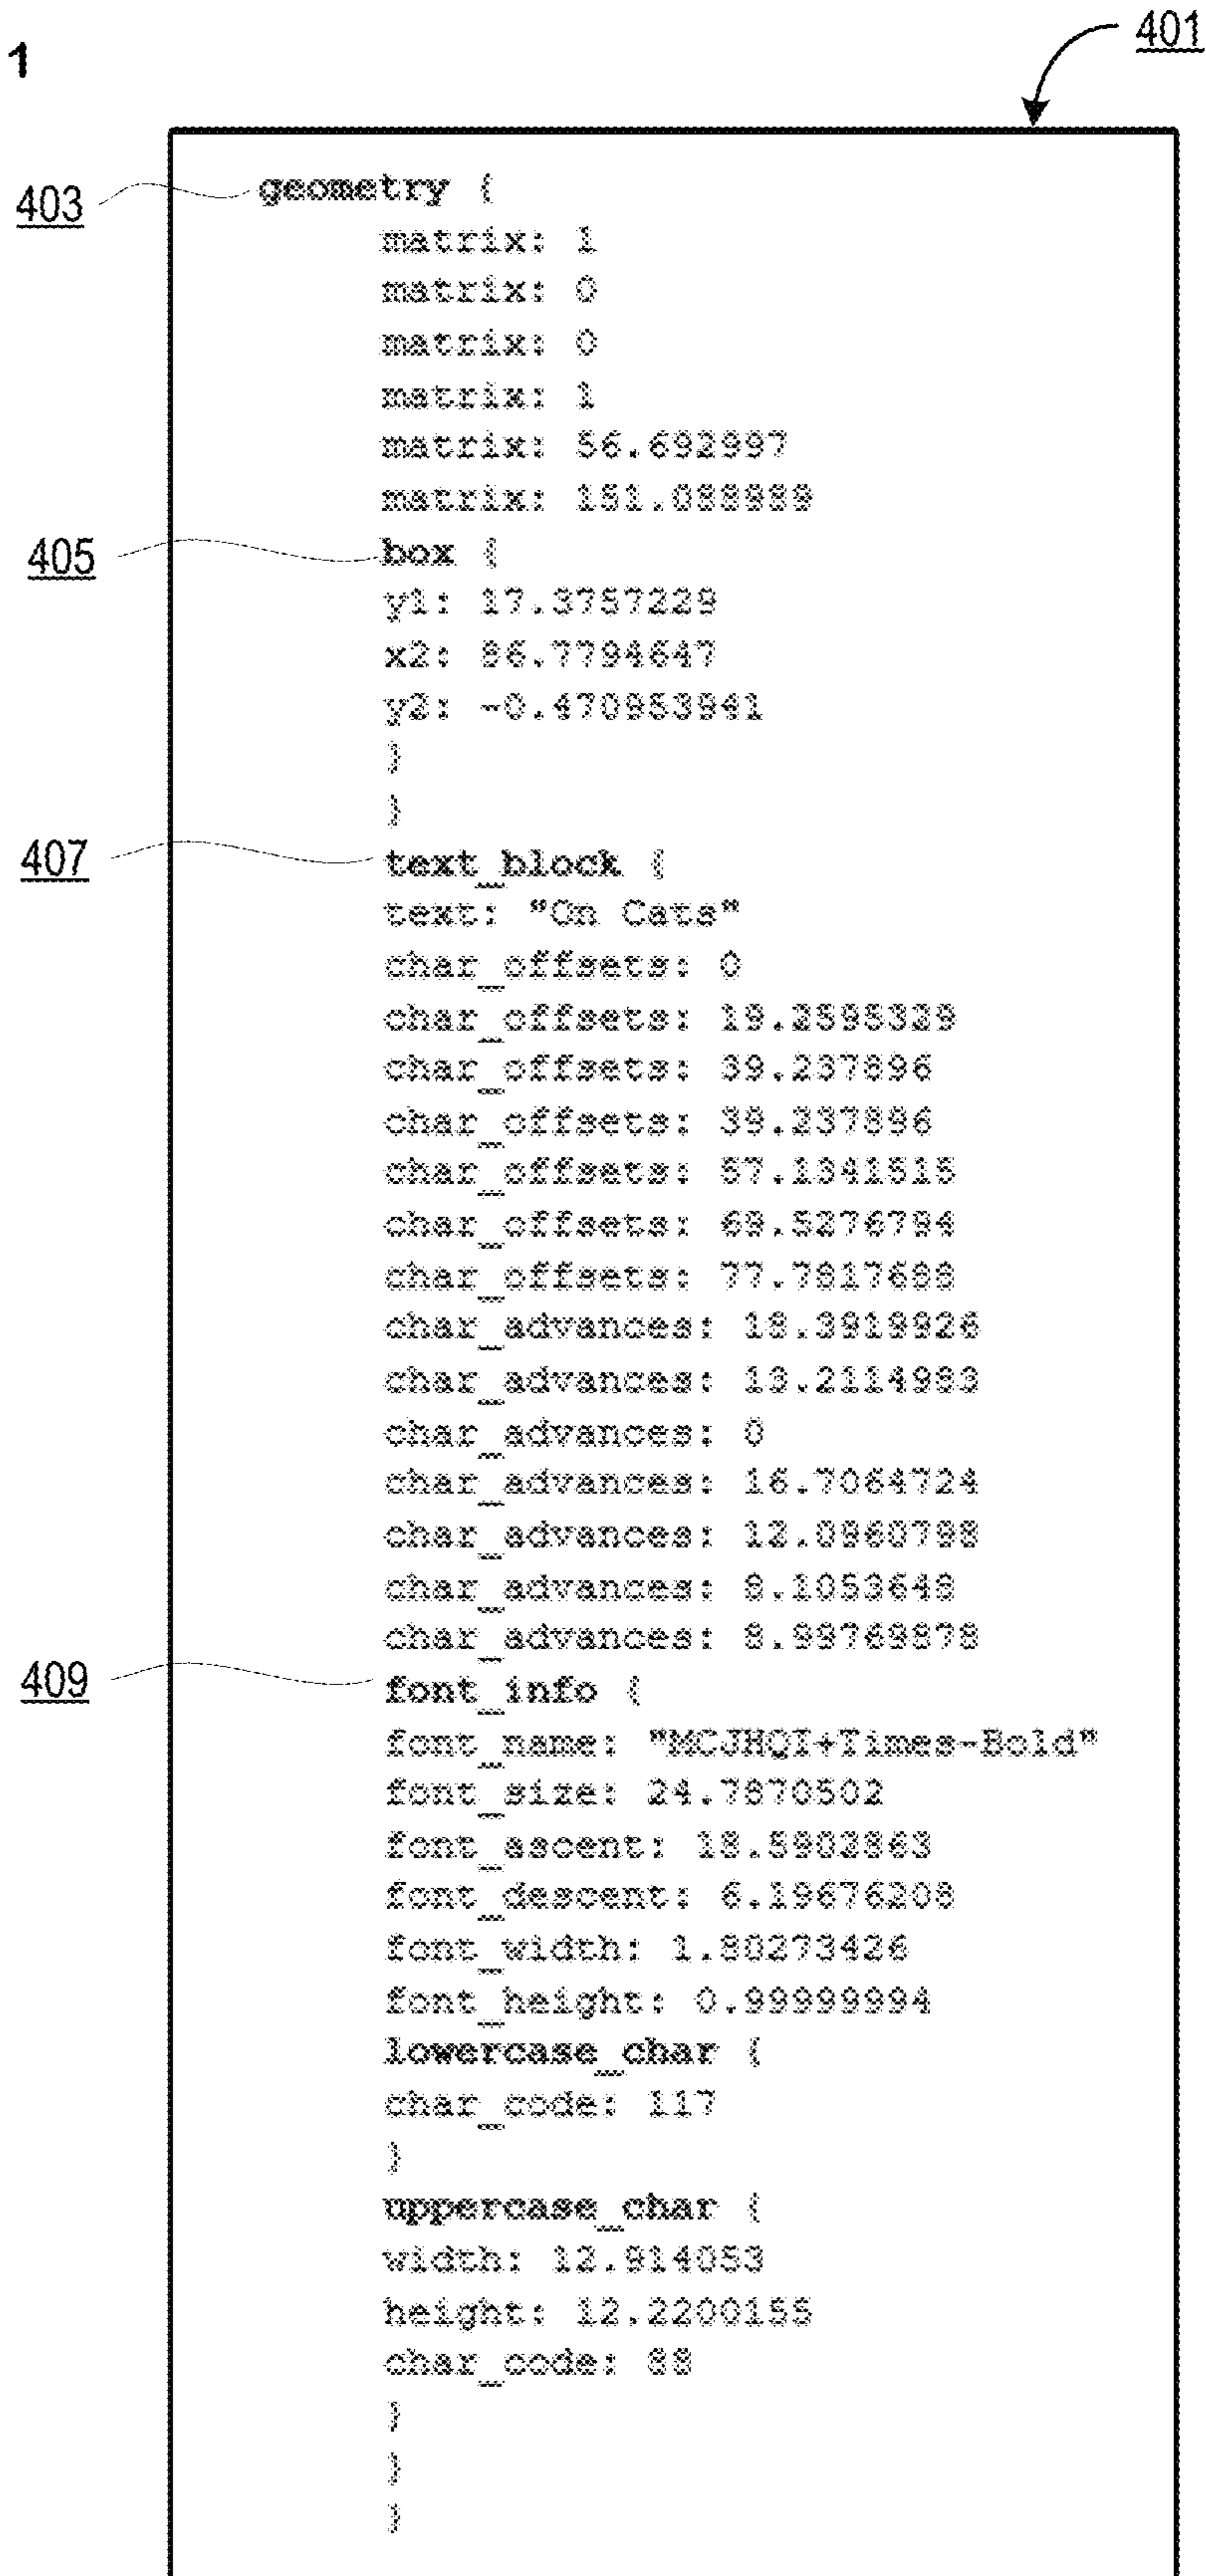 401
1
403
geometry {
matrix: 1
matrix: 0
matrix: 0
matrix: 1
matrix: 56.692997
matrix: 151.088989
405
box {
y1: 17.3757229
x2: 86.7794647
y2: -0.470953941
}
}
407
text_block {
text: "On Cats"
char_offsets: 0
char_offsets: 19.2595329
char_offsets: 39.237896
char_offsets: 39.237896
char_offsets: 57.1341515
char_offsets: 69.5276794
char_offsets: 77.7817688
char_advances: 18.3919926
char_advances: 13.2114983
char_advances: 0
char_advances: 16.7064724
char_advances: 12.0960798
char_advances: 8.1053648
char_advances: 8.99769878
409
font_info {
font_name: "MCJHQI+Times-Bold"
font_size: 24.7870502
font_ascent: 18.5902863
font_descent: 6.19676208
font_width: 1.80273426
font_height: 0.99999994
lowercase_char {
char_code: 117
}
uppercase_char {
width: 12.914053
height: 12.2200155
char_code: 88
}
}
}